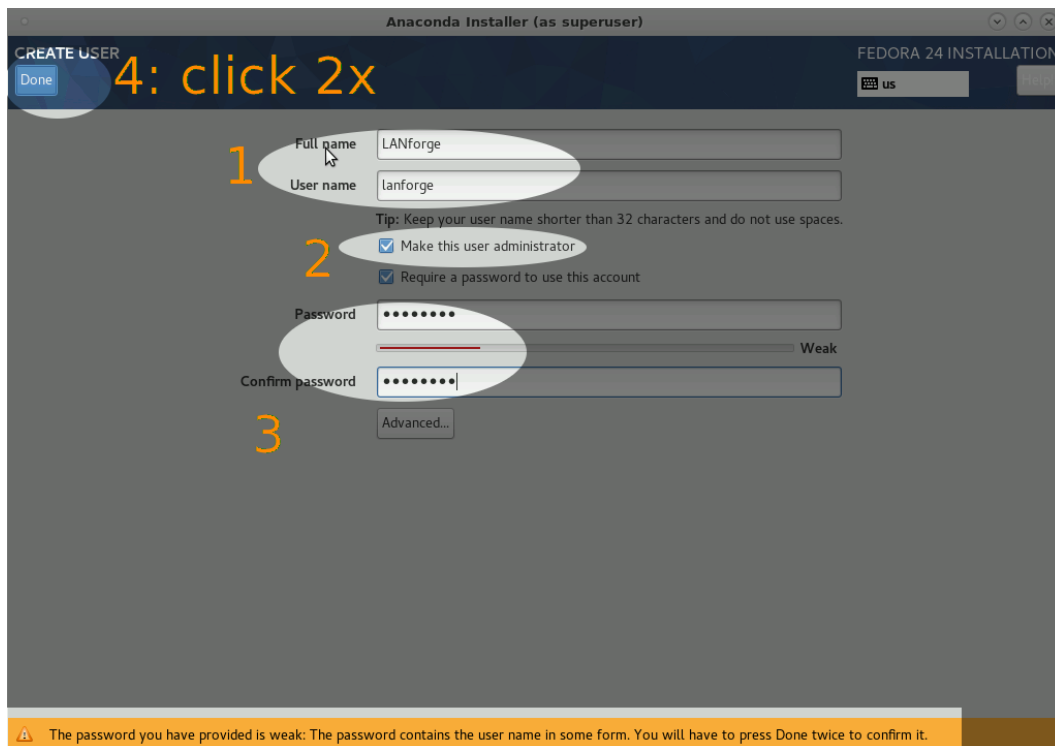 Anaconda Installer (as superuser)
CREATE USER
FEDORA 24 INSTALLATION
Done
4: click 2x
us
Help
1
Full name
LANforge
User name
lanforge
Tip: Keep your user name shorter than 32 characters and do not use spaces.
2
Make this user administrator
Require a password to use this account
Password
••••••••
Weak
Confirm password
••••••••
3
Advanced...
The password you have provided is weak: The password contains the user name in some form. You will have to press Done twice to confirm it.